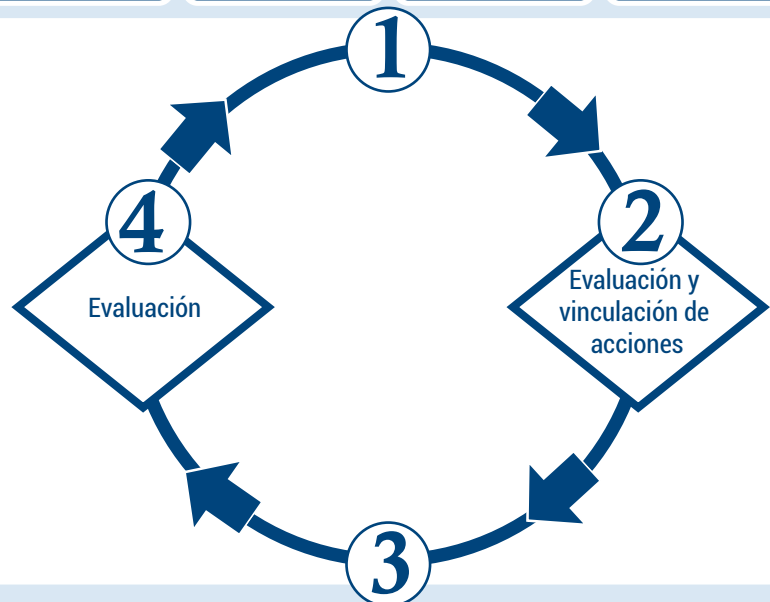 1
4
2
Evaluación
Evaluación y
vinculación de
acciones
3